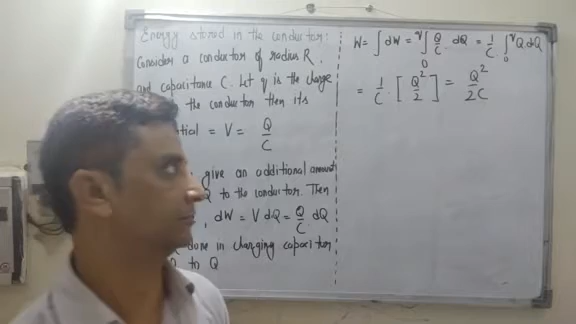 Energy stored in the conductor:
Consider a conductor of radius R.
and capacitance C. Let q is the charge
the conductor then its
= V = Q/C
give an additional amount
Q to the conductor. Then
, dW = V dQ = Q/C dQ
done in changing capacitor
to Q
W = ∫ dW = ∫₀^q Q/C dQ = 1/C ∫₀^q Q.dQ
= 1/C . [Q²/2] = Q²/2C